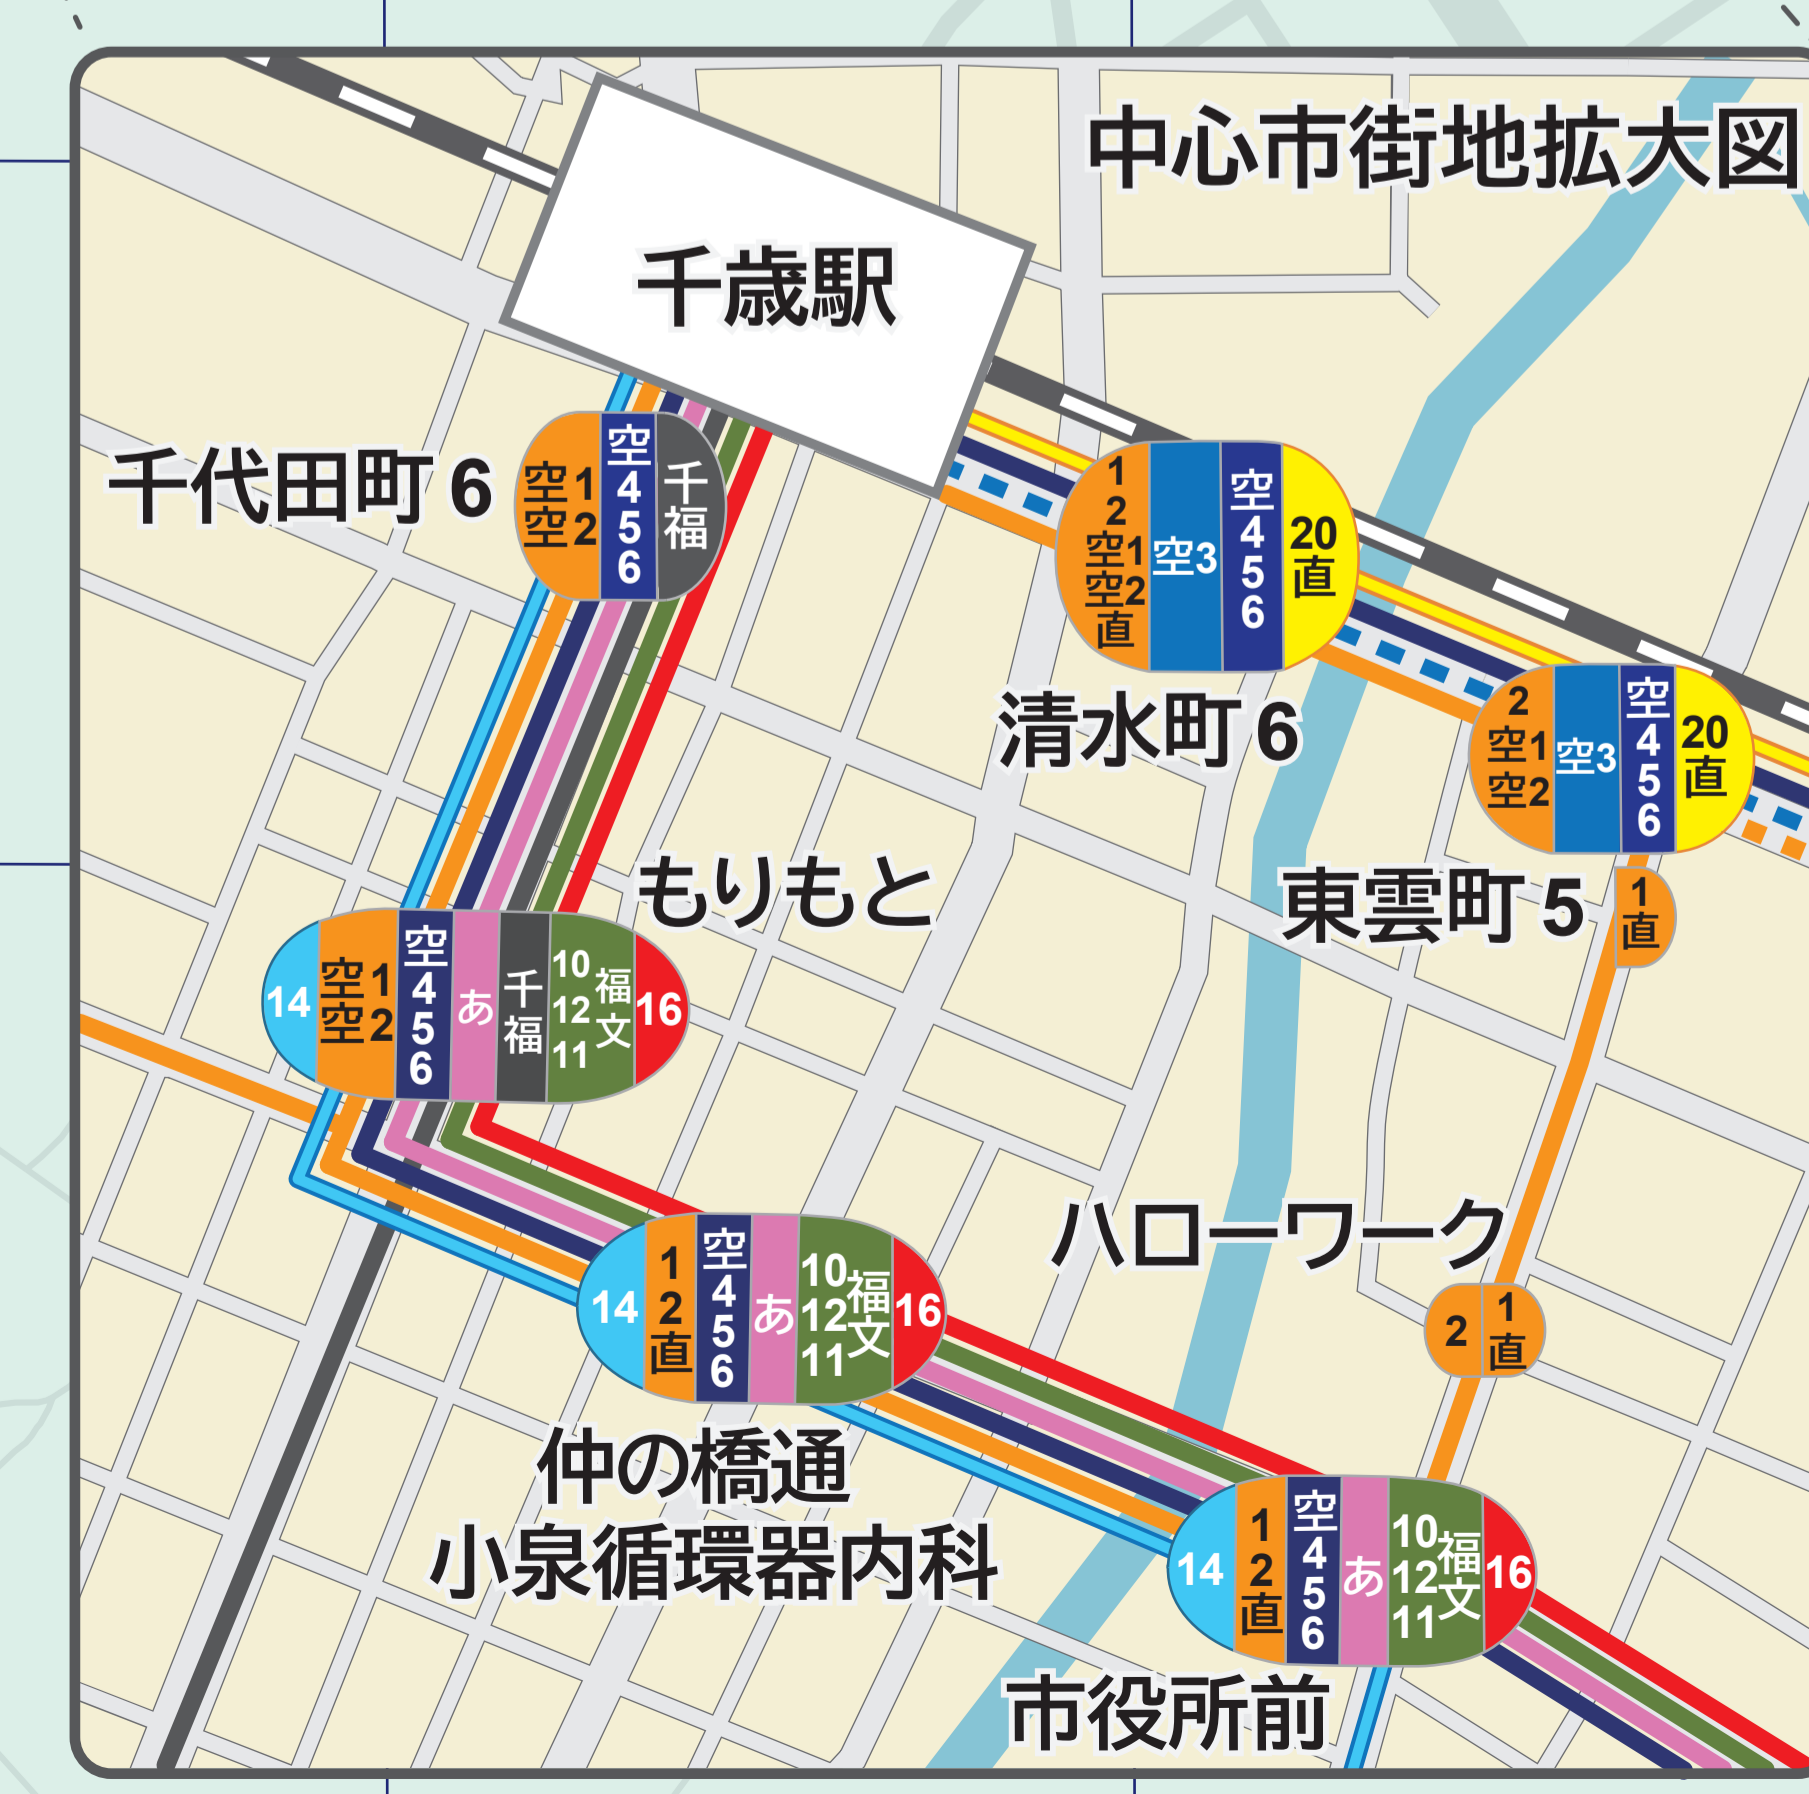 中心市街地拡大図
千歳駅
千代田町 6
空 1
空 2
空
4
5
6
千
福
1
2
空1
空2
直
空3
空
4
5
6
20
直
清水町 6
2
空1
空2
空3
空
4
5
6
20
直
東雲町 5
1
直
もりもと
14
空 1
空 2
空
4
5
6
あ
千
福
10
12
11
福
文
16
ハローワーク
2
1
直
14
1
2
直
空
4
5
6
あ
10
12
11
福
文
16
仲の橋通
小泉循環器内科
14
1
2
直
空
4
5
6
あ
10
12
11
福
文
16
市役所前